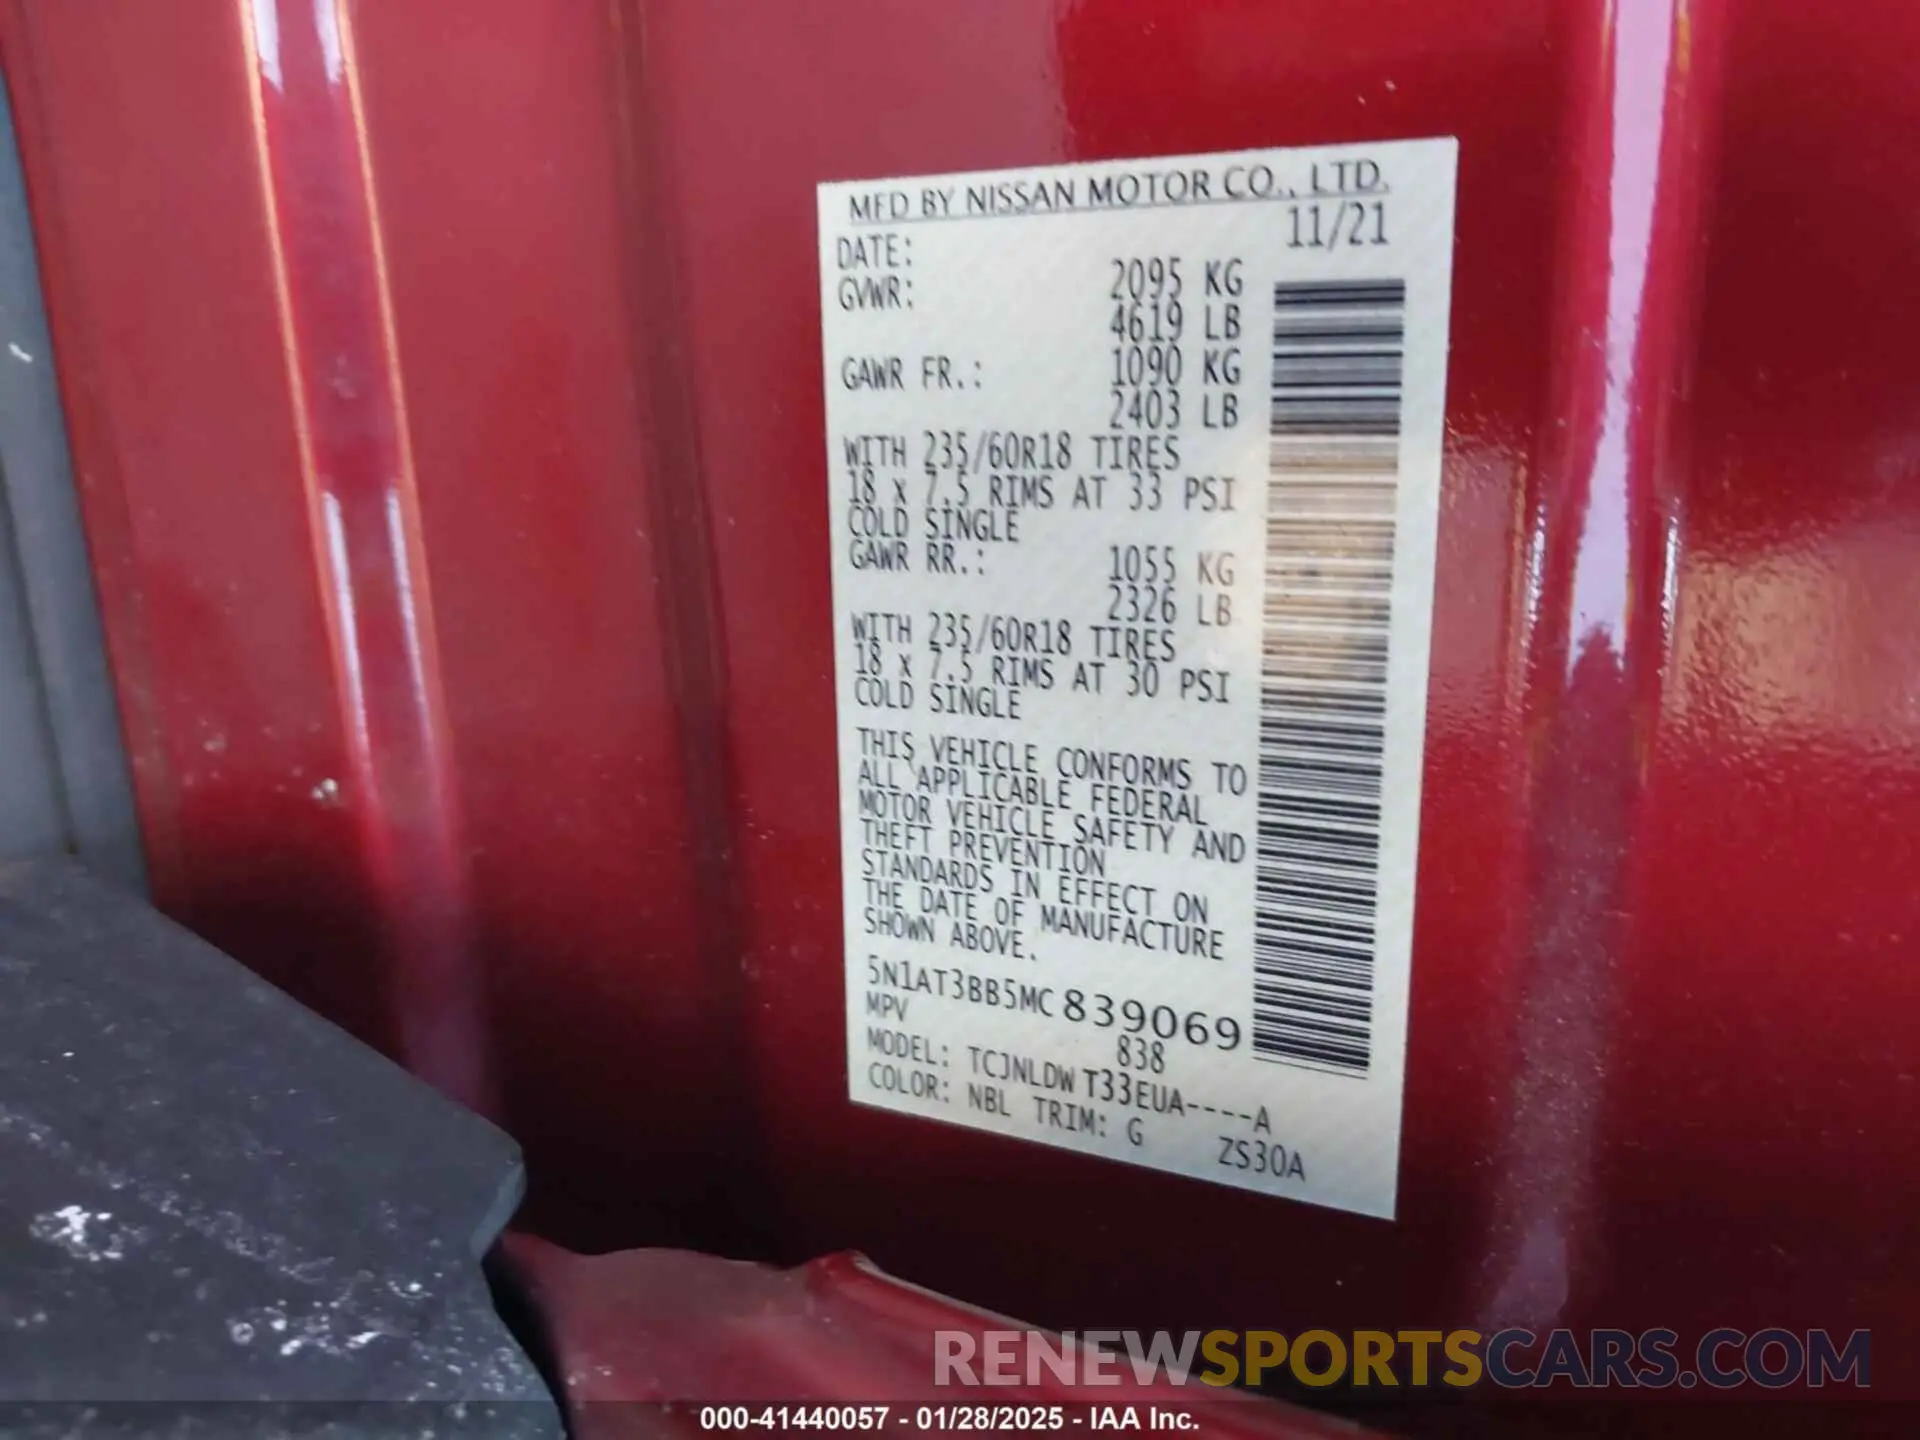 MFD BY NISSAN MOTOR CO., LTD.
DATE: 11/21
GVWR: 2095 KG
4619 LB
GAWR FR.: 1090 KG
2403 LB
WITH 235/60R18 TIRES
18 x 7.5 RIMS AT 33 PSI
COLD SINGLE
GAWR RR.: 1055 KG
2326 LB
WITH 235/60R18 TIRES
18 x 7.5 RIMS AT 30 PSI
COLD SINGLE
THIS VEHICLE CONFORMS TO
ALL APPLICABLE FEDERAL
MOTOR VEHICLE SAFETY AND
THEFT PREVENTION
STANDARDS IN EFFECT ON
THE DATE OF MANUFACTURE
SHOWN ABOVE.
5N1AT3BB5MC839069
MPV 838
MODEL: TCJNLDW T33EUA----A
COLOR: NBL TRIM: G ZS30A
RENEWSPORTSCARS.COM
000-41440057 - 01/28/2025 - IAA Inc.